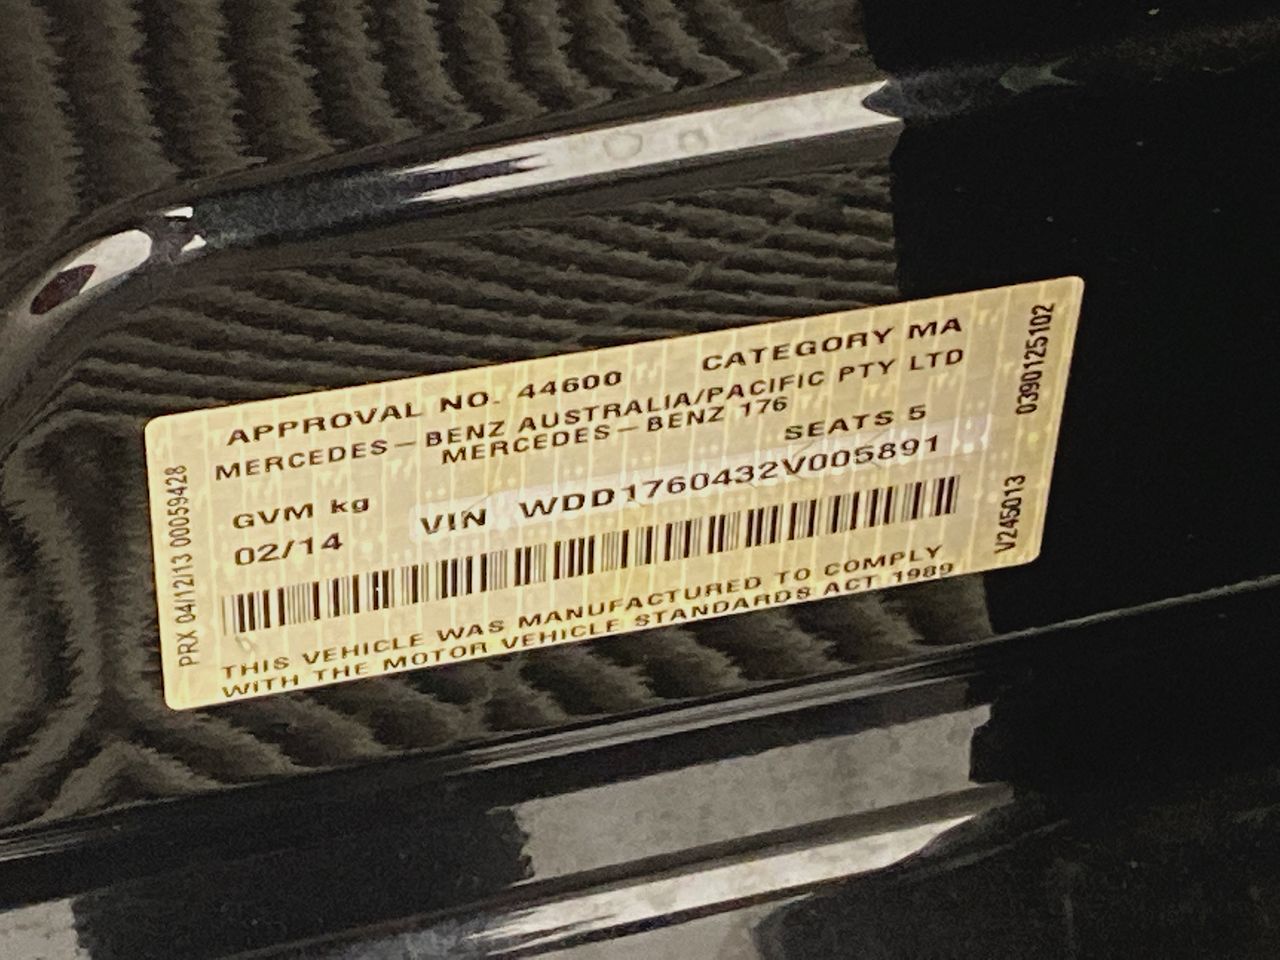 APPROVAL NO. 44600 CATEGORY MA
MERCEDES-BENZ AUSTRALIA/PACIFIC PTY LTD
MERCEDES-BENZ 176
SEATS 5
GVM kg
VIN WDD1760432V005891
02/14
THIS VEHICLE WAS MANUFACTURED TO COMPLY
WITH THE MOTOR VEHICLE STANDARDS ACT 1989
PRX 04/12/13 00059428
V245013
0390125102